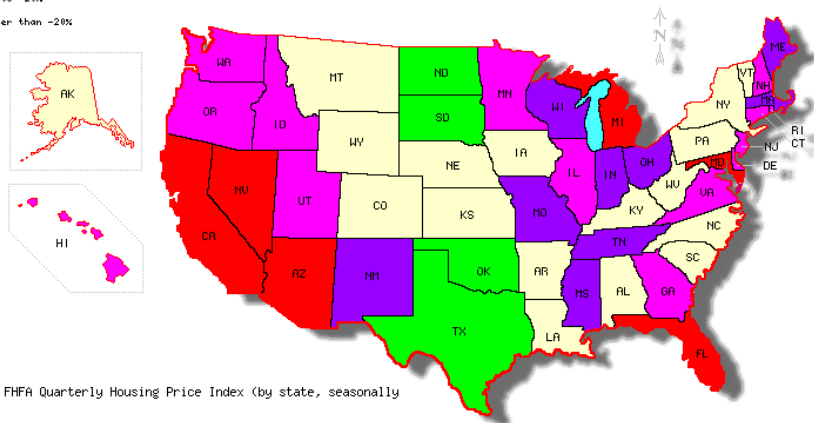 er than -20%
AK
HI
N
WA
OR
CA
NV
ID
MT
WY
UT
AZ
CO
NM
ND
SD
NE
KS
OK
TX
MN
IA
MO
AR
LA
WI
IL
MS
MI
IN
OH
KY
TN
AL
GA
FL
SC
NC
VA
WV
MD
PA
NY
VT
NH
ME
MA
RI
CT
NJ
DE
FHFA Quarterly Housing Price Index (by state, seasonally